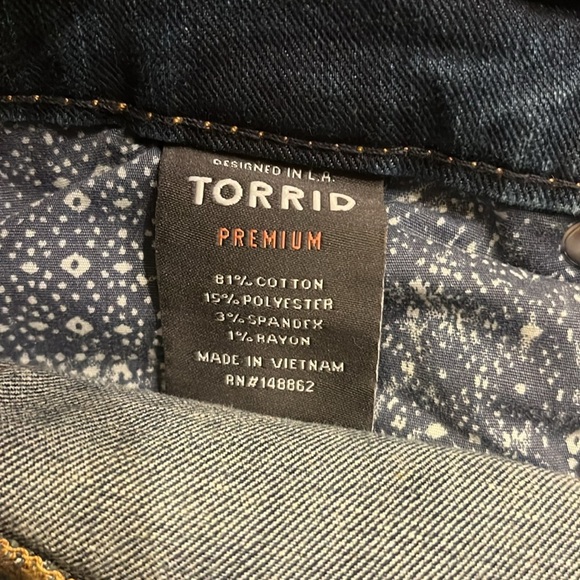 DESIGNED IN L.A.
TORRID
PREMIUM
81% COTTON
15% POLYESTER
3% SPANDEX
1% RAYON
MADE IN VIETNAM
RN#148862